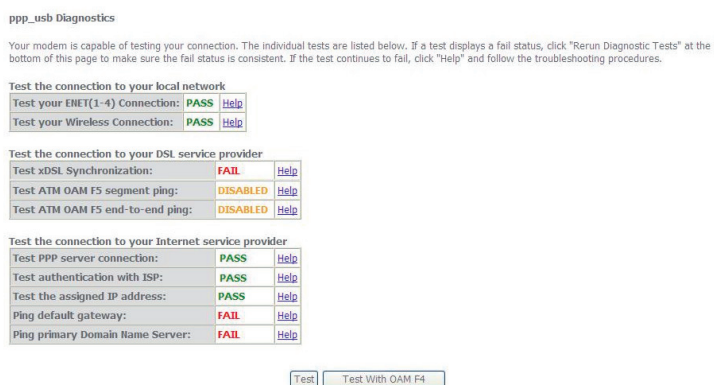 ppp_usb Diagnostics
Your modem is capable of testing your connection. The individual tests are listed below. If a test displays a fail status, click "Rerun Diagnostic Tests" at the
bottom of this page to make sure the fail status is consistent. If the test continues to fail, click "Help" and follow the troubleshooting procedures.
Test the connection to your local network
Test your ENET(1-4) Connection: PASS Help
Test your Wireless Connection: PASS Help
Test the connection to your DSL service provider
Test xDSL Synchronization: FAIL Help
Test ATM OAM F5 segment ping: DISABLED Help
Test ATM OAM F5 end-to-end ping: DISABLED Help
Test the connection to your Internet service provider
Test PPP server connection: PASS Help
Test authentication with ISP: PASS Help
Test the assigned IP address: PASS Help
Ping default gateway: FAIL Help
Ping primary Domain Name Server: FAIL Help
Test Test With OAM F4